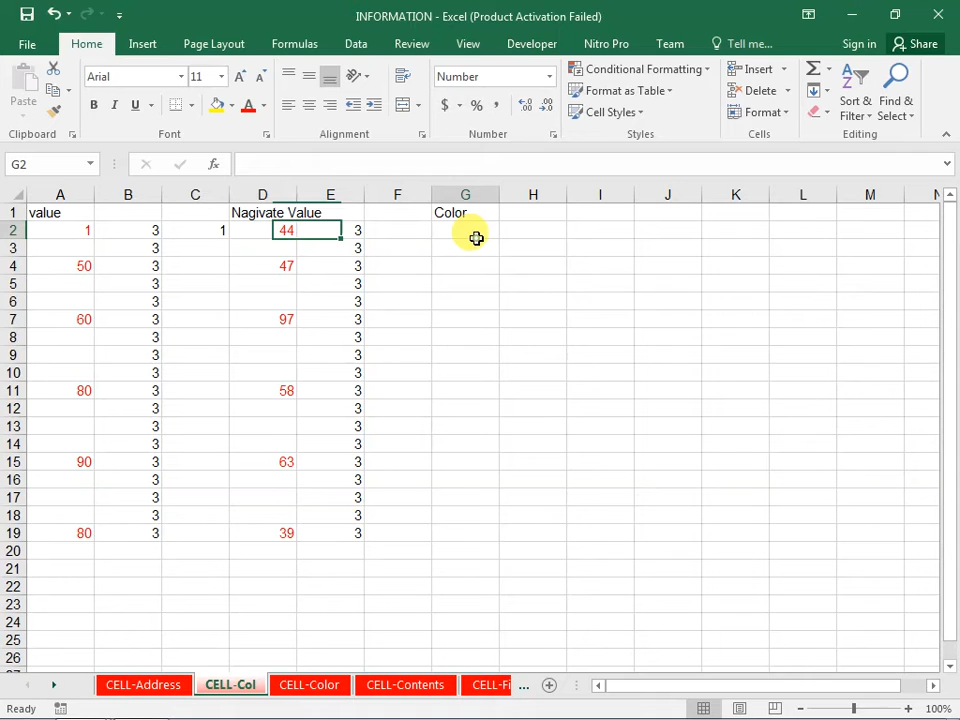 INFORMATION - Excel (Product Activation Failed)
File Home Insert Page Layout Formulas Data Review View Developer Nitro Pro Team Tell me... Sign in Share
Paste
Arial 11
B I U
Number
$ % ,
Conditional Formatting
Format as Table
Cell Styles
Insert
Delete
Format
Sort & Filter
Find & Select
Clipboard Font Alignment Number Styles Cells Editing
G2 fx
A B C D E F G H I J K L M N
1 value Nagivate Value Color
2 1 3 1 44 3
3 3 3
4 50 3 47 3
5 3 3
6 3 3
7 60 3 97 3
8 3 3
9 3 3
10 3 3
11 80 3 58 3
12 3 3
13 3 3
14 3 3
15 90 3 63 3
16 3 3
17 3 3
18 3 3
19 80 3 39 3
20
21
22
23
24
25
26
CELL-Address CELL-Col CELL-Color CELL-Contents CELL-Fi ...
Ready 100%